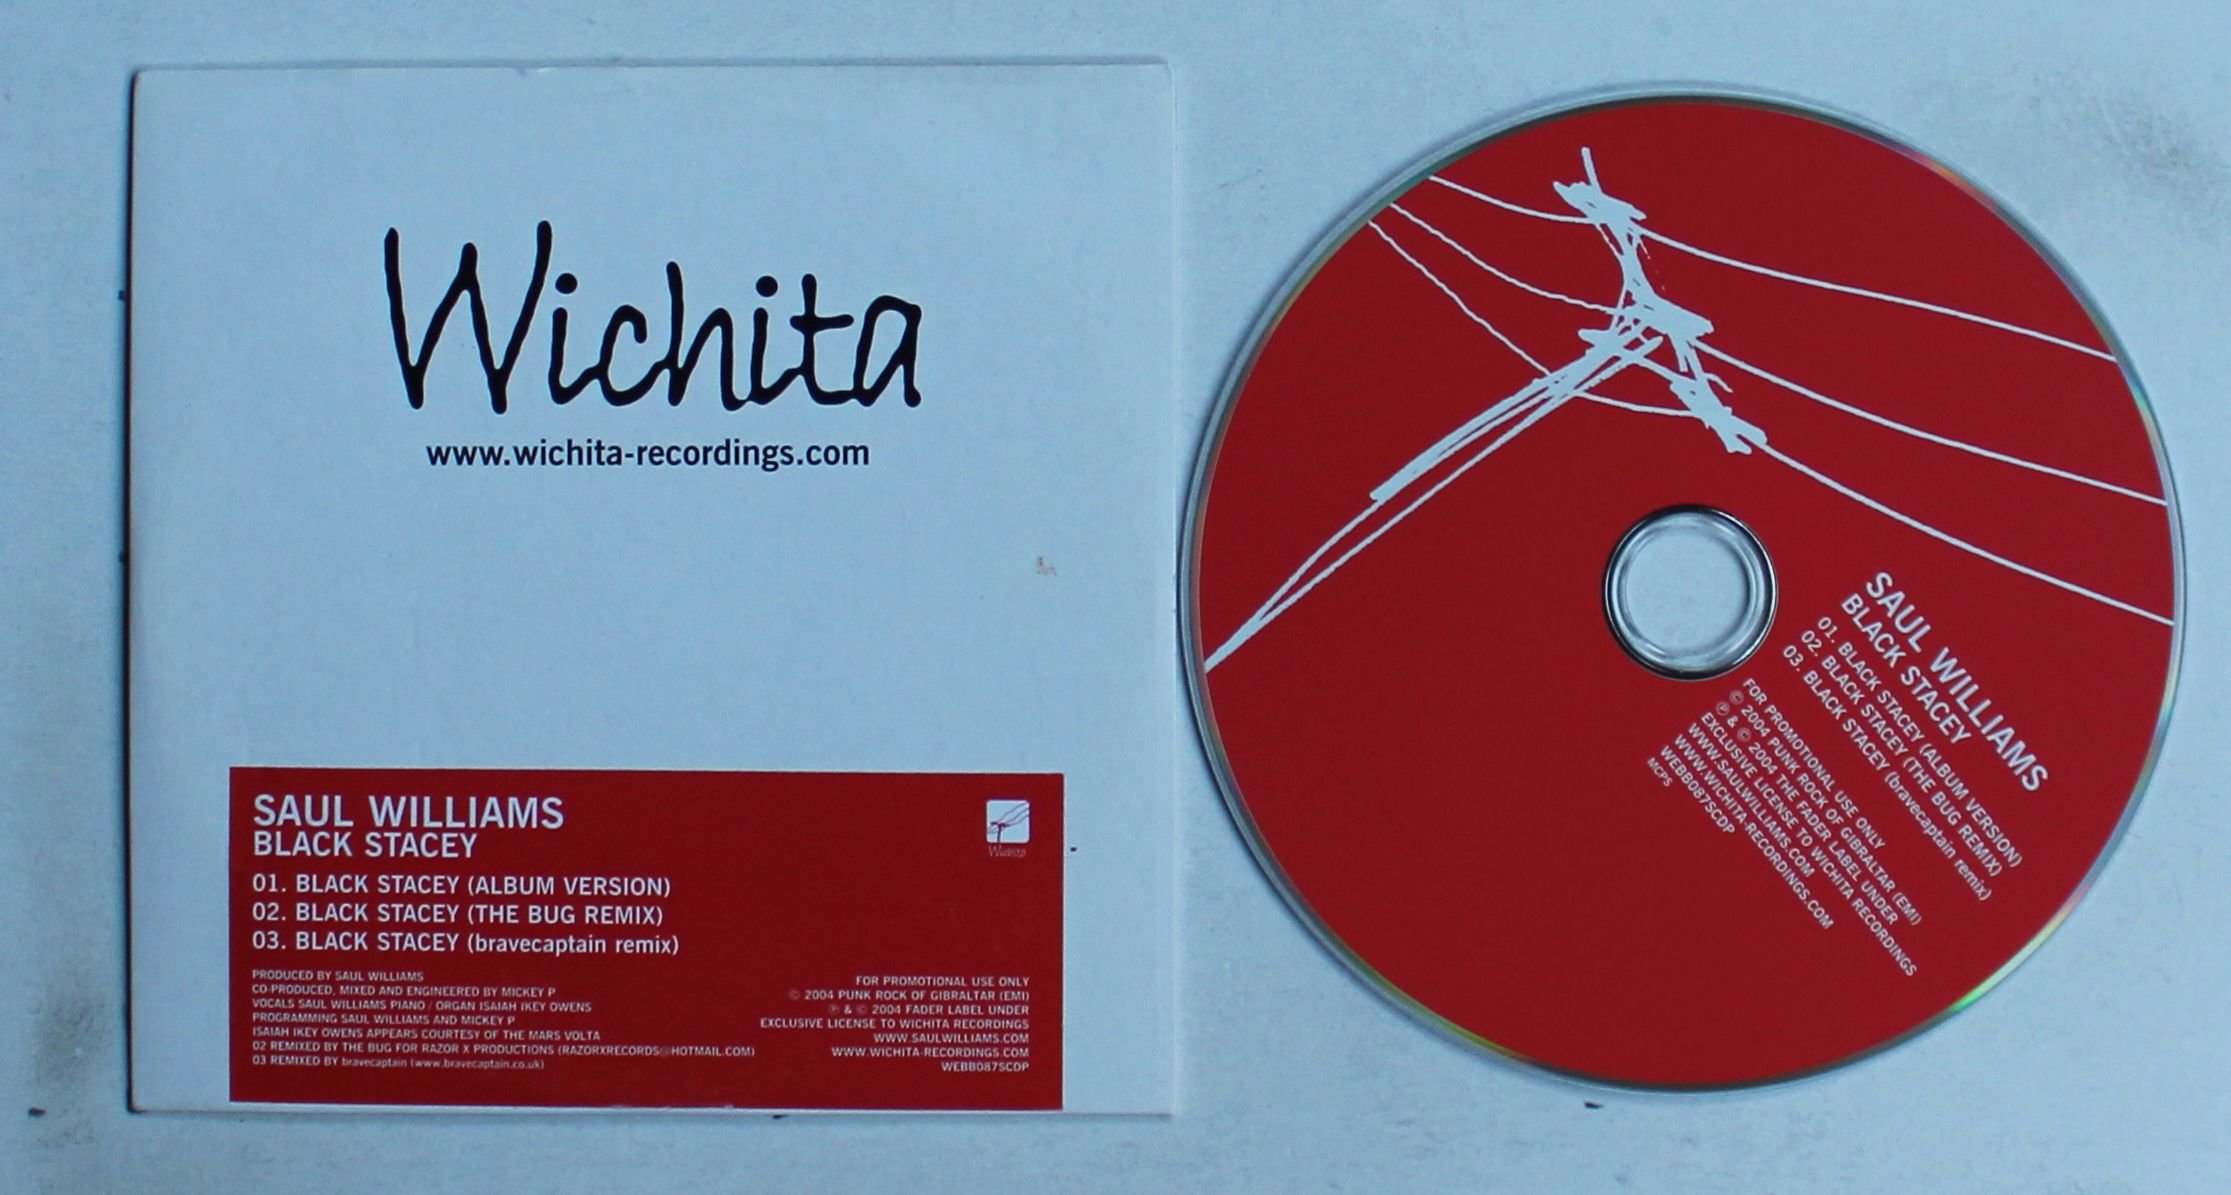 Wichita
www.wichita-recordings.com
SAUL WILLIAMS
BLACK STACEY
01. BLACK STACEY (ALBUM VERSION)
02. BLACK STACEY (THE BUG REMIX)
03. BLACK STACEY (bravecaptain remix)
PRODUCED BY SAUL WILLIAMS
CO-PRODUCED, MIXED AND ENGINEERED BY MICKEY P
VOCALS SAUL WILLIAMS PIANO / ORGAN ISAIAH IKEY OWENS
PROGRAMMING SAUL WILLIAMS AND MICKEY P
ISAIAH IKEY OWENS APPEARS COURTESY OF THE MARS VOLTA
02 REMIXED BY THE BUG FOR RAZOR X PRODUCTIONS (RAZORXRECORDS@HOTMAIL.COM)
03 REMIXED BY bravecaptain (www.bravecaptain.co.uk)
Wichita
FOR PROMOTIONAL USE ONLY
© 2004 PUNK ROCK OF GIBRALTAR (EMI)
℗ & © 2004 FADER LABEL UNDER
EXCLUSIVE LICENSE TO WICHITA RECORDINGS
WWW.SAULWILLIAMS.COM
WWW.WICHITA-RECORDINGS.COM
WEBB087SCDP
SAUL WILLIAMS
BLACK STACEY
01. BLACK STACEY (ALBUM VERSION)
02. BLACK STACEY (THE BUG REMIX)
03. BLACK STACEY (bravecaptain remix)
FOR PROMOTIONAL USE ONLY
© 2004 PUNK ROCK OF GIBRALTAR (EMI)
℗ & © 2004 THE FADER LABEL UNDER
EXCLUSIVE LICENSE TO WICHITA RECORDINGS
WWW.SAULWILLIAMS.COM
WWW.WICHITA-RECORDINGS.COM
WEBB087SCDP
MCPS